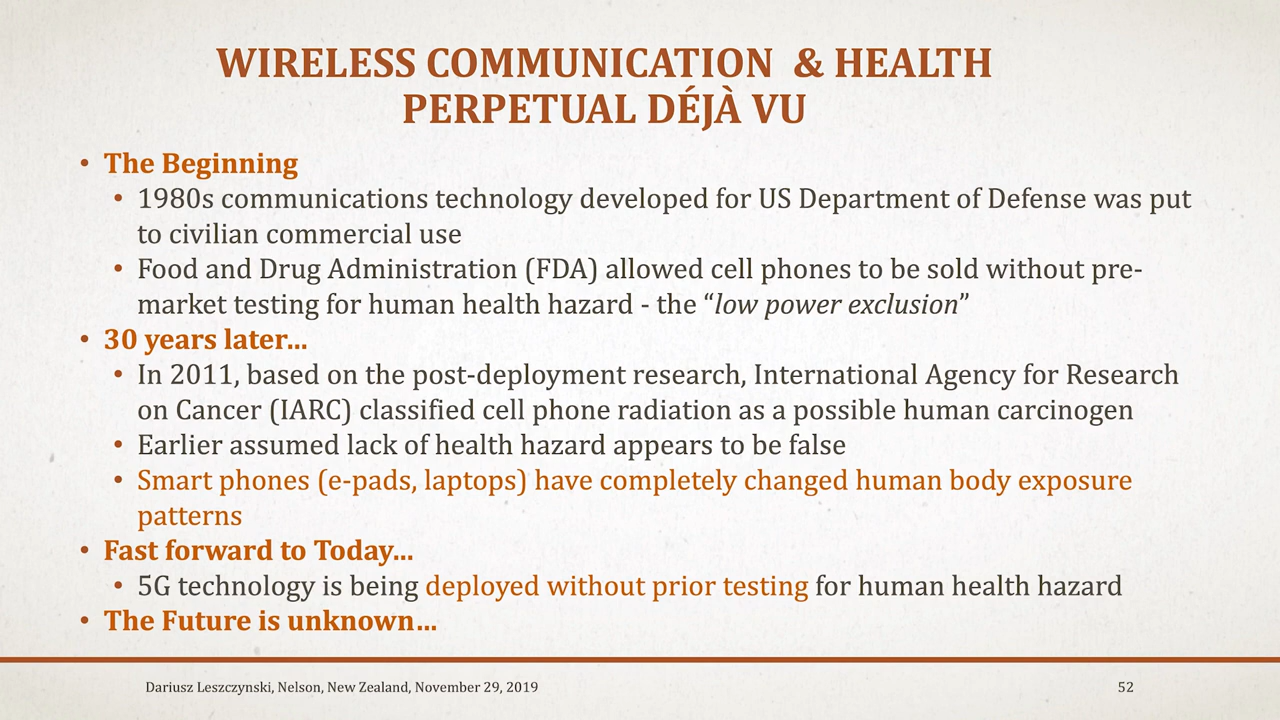 WIRELESS COMMUNICATION & HEALTH
PERPETUAL DÉJÀ VU
• The Beginning
• 1980s communications technology developed for US Department of Defense was put
to civilian commercial use
• Food and Drug Administration (FDA) allowed cell phones to be sold without pre-
market testing for human health hazard - the “low power exclusion”
• 30 years later...
• In 2011, based on the post-deployment research, International Agency for Research
on Cancer (IARC) classified cell phone radiation as a possible human carcinogen
• Earlier assumed lack of health hazard appears to be false
• Smart phones (e-pads, laptops) have completely changed human body exposure
patterns
• Fast forward to Today...
• 5G technology is being deployed without prior testing for human health hazard
• The Future is unknown...
Dariusz Leszczynski, Nelson, New Zealand, November 29, 2019
52